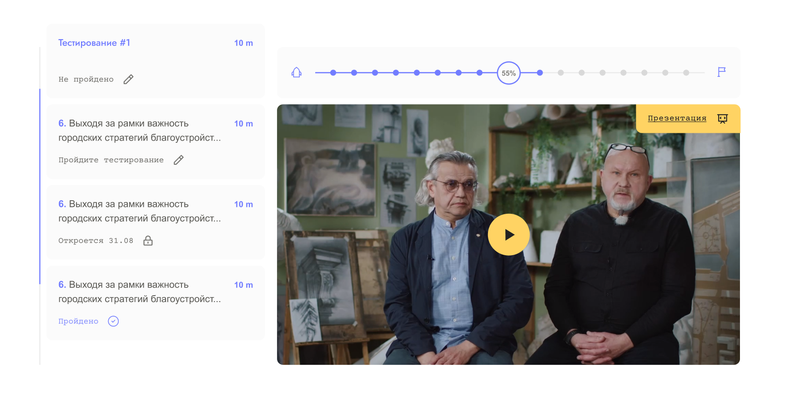 Тестирование #1
10 m
Не пройдено
6. Выходя за рамки важность
10 m
городских стратегий благоустройст...
Пройдите тестирование
6. Выходя за рамки важность
10 m
городских стратегий благоустройст...
Откроется 31.08
6. Выходя за рамки важность
10 m
городских стратегий благоустройст...
Пройдено
55%
Презентация